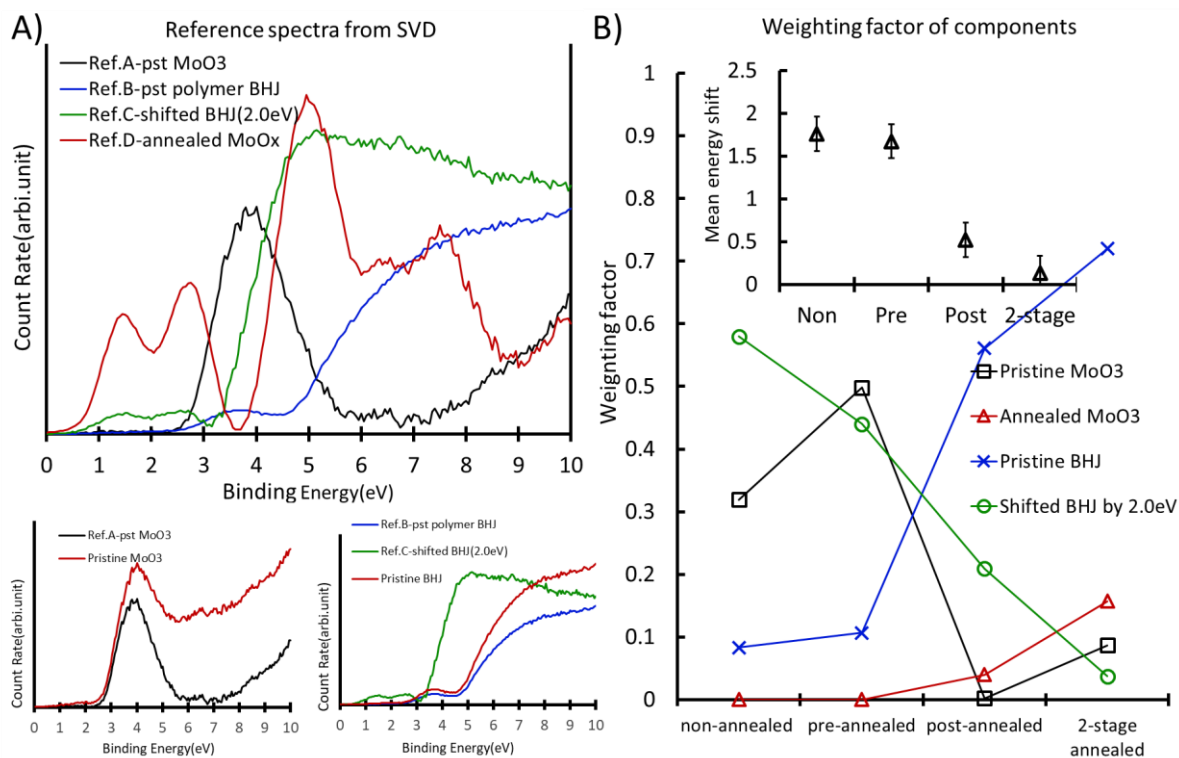 A)
Reference spectra from SVD
Ref.A-pst MoO3
Ref.B-pst polymer BHJ
Ref.C-shifted BHJ(2.0eV)
Ref.D-annealed MoOx
Count Rate(arbi.unit)
0 1 2 3 4 5 6 7 8 9 10
Binding Energy(eV)
Ref.A-pst MoO3
Pristine MoO3
Count Rate(arbi.unit)
0 1 2 3 4 5 6 7 8 9 10
Binding Energy(eV)
Ref.B-pst polymer BHJ
Ref.C-shifted BHJ(2.0eV)
Pristine BHJ
Count Rate(arbi.unit)
0 1 2 3 4 5 6 7 8 9 10
Binding Energy(eV)
B)
Weighting factor of components
1
0.9
0.8
0.7
0.6
0.5
0.4
0.3
0.2
0.1
0
Weignting factor
2.5
2
1.5
1
0.5
0
Mean energy shift
Non Pre Post 2-stage
Pristine MoO3
Annealed MoO3
Pristine BHJ
Shifted BHJ by 2.0eV
non-annealed pre-annealed post-annealed 2-stage
annealed